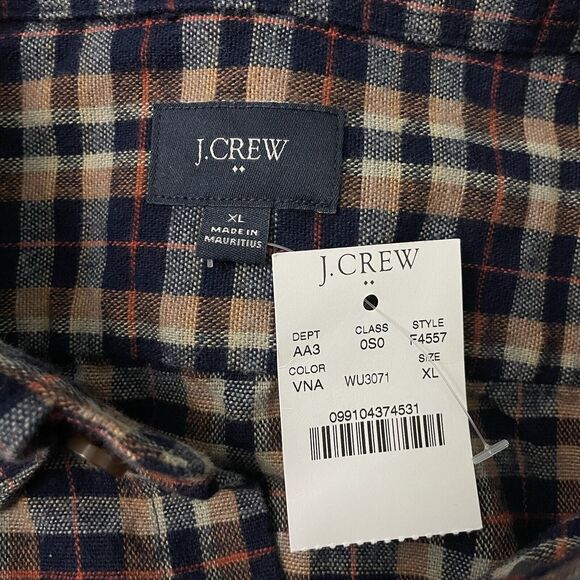 J.CREW
XL
MADE IN
MAURITIUS
J.CREW
DEPT CLASS STYLE
AA3 0S0 F4557
COLOR SIZE
VNA WU3071 XL
099104374531